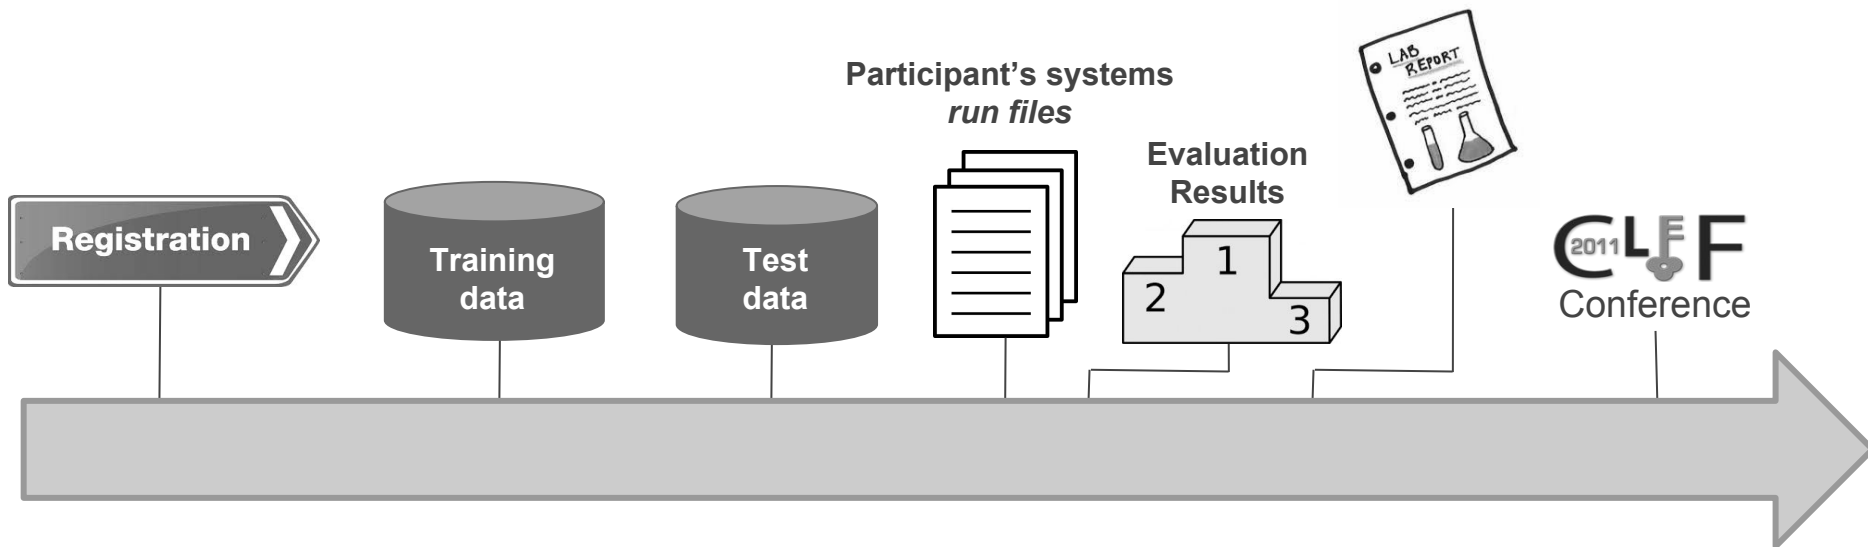 Registration
Training
data
Test
data
Participant's systems
run files
Evaluation
Results
1
2
3
LAB
REPORT
2011
CLEF
Conference